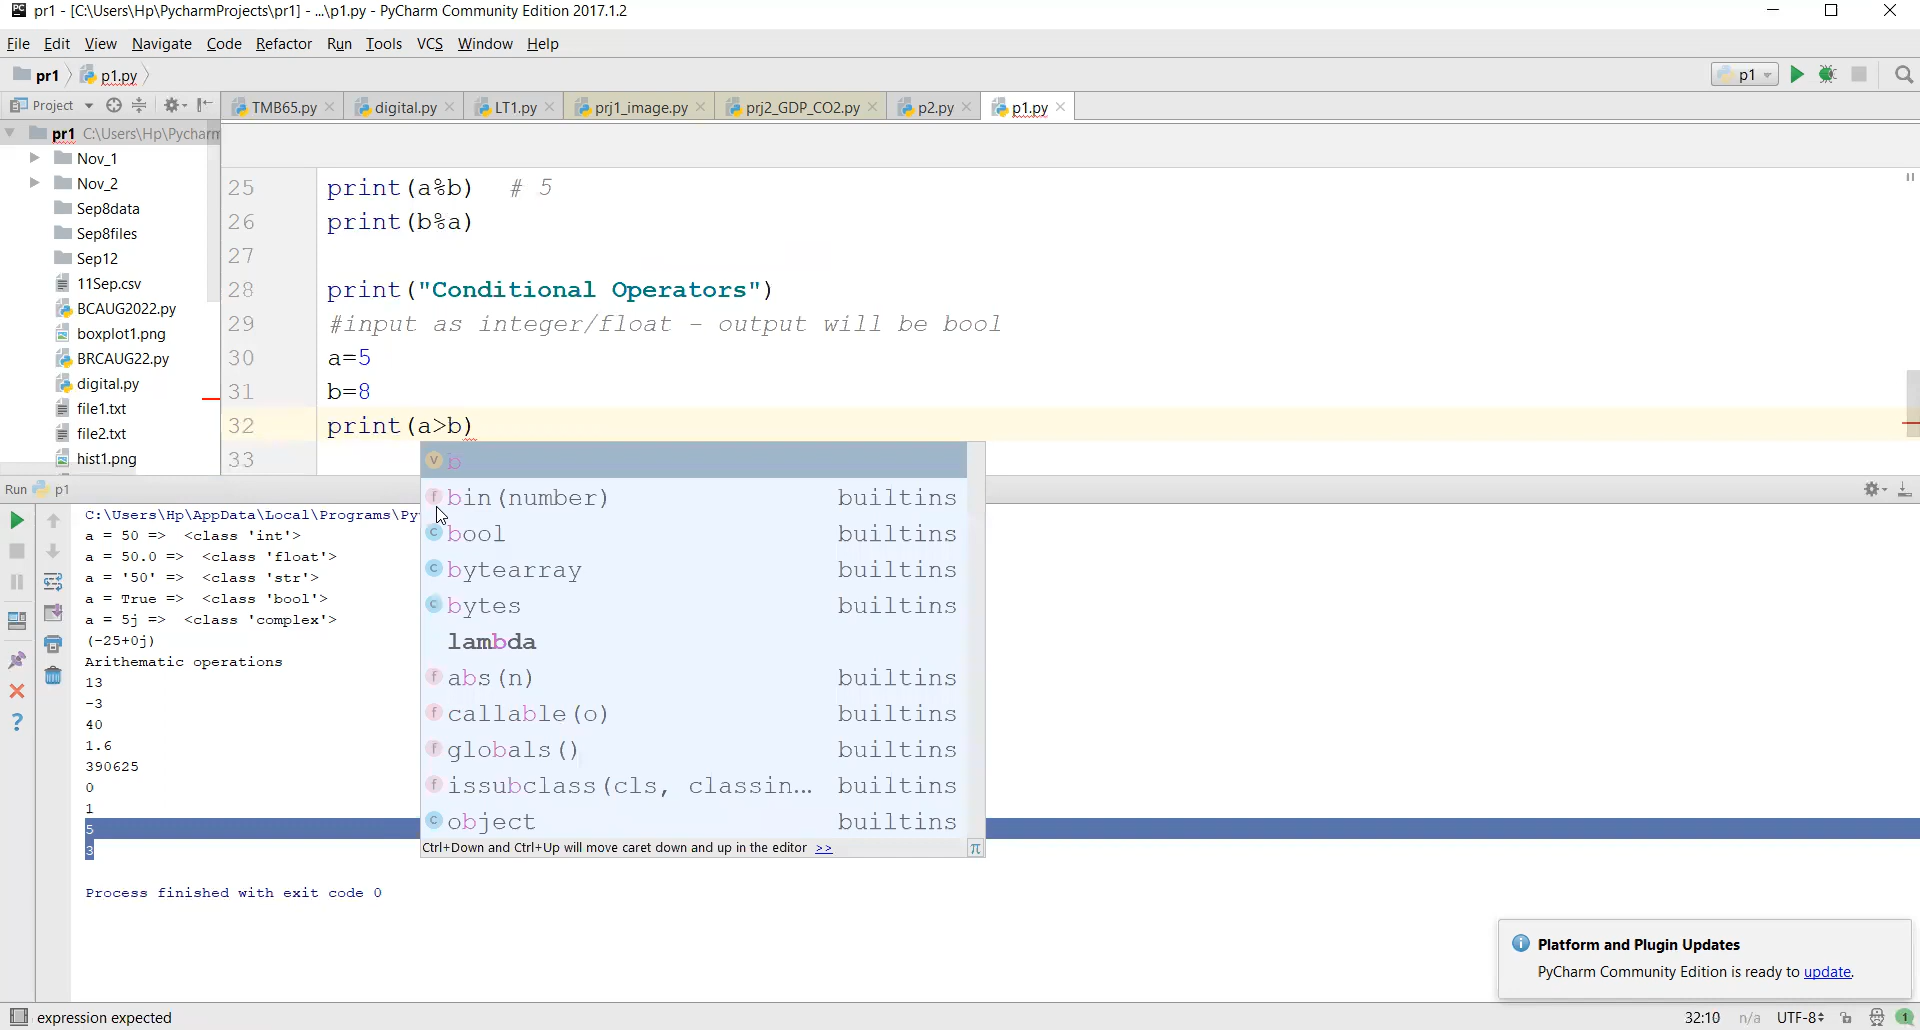 pr1 - [C:\Users\Hp\PycharmProjects\pr1] - ...\p1.py - PyCharm Community Edition 2017.1.2
File Edit View Navigate Code Refactor Run Tools VCS Window Help
pr1 p1.py p1
Project TMB65.py digital.py LT1.py prj1_image.py prj2_GDP_CO2.py p2.py p1.py
pr1 C:\Users\Hp\Pycharm
Nov_1
Nov_2
Sep8data
Sep8files
Sep12
11Sep.csv
BCAUG2022.py
boxplot1.png
BRCAUG22.py
digital.py
file1.txt
file2.txt
hist1.png
25 print(a%b) # 5
26 print(b%a)
27
28 print("Conditional Operators")
29 #input as integer/float - output will be bool
30 a=5
31 b=8
32 print(a>b)
33
b
bin(number) builtins
bool builtins
bytearray builtins
bytes builtins
lambda
abs(n) builtins
callable(o) builtins
globals() builtins
issubclass(cls, classin... builtins
object builtins
Ctrl+Down and Ctrl+Up will move caret down and up in the editor >>
π
Run p1
C:\Users\Hp\AppData\Local\Programs\Py
a = 50 => <class 'int'>
a = 50.0 => <class 'float'>
a = '50' => <class 'str'>
a = True => <class 'bool'>
a = 5j => <class 'complex'>
(-25+0j)
Arithematic operations
13
-3
40
1.6
390625
0
1
5
3
Process finished with exit code 0
Platform and Plugin Updates
PyCharm Community Edition is ready to update.
expression expected 32:10 n/a UTF-8 1